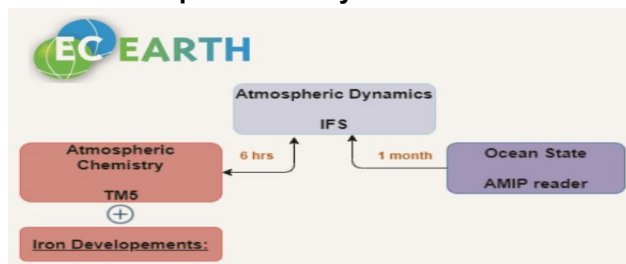 EC EARTH
Atmospheric Dynamics
IFS
Atmospheric
Chemistry
TM5
6 hrs
1 month
Ocean State
AMIP reader
Iron Developements: